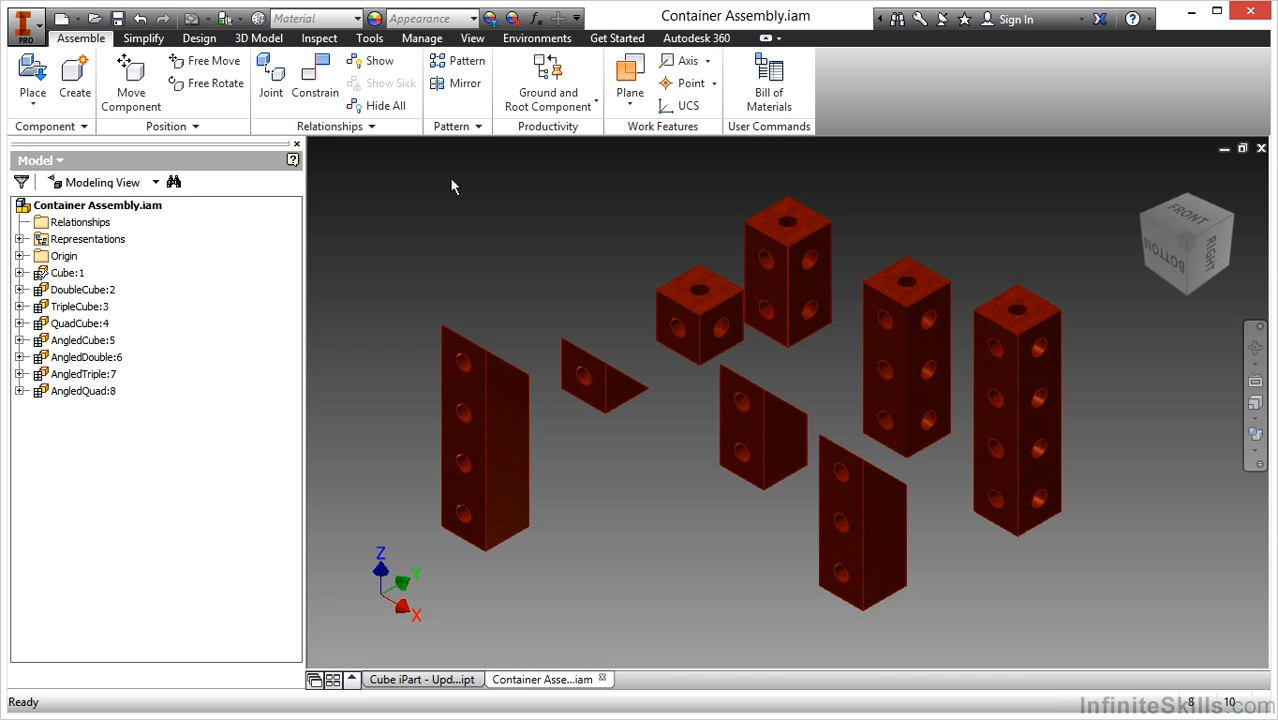 Material
Appearance
Container Assembly.iam
Sign In
PRO
Assemble Simplify Design 3D Model Inspect Tools Manage View Environments Get Started Autodesk 360
Place
Create
Move
Component
Free Move
Free Rotate
Joint
Constrain
Show
Show Sick
Hide All
Pattern
Mirror
Ground and
Root Component
Plane
Axis
Point
UCS
Bill of
Materials
Component Position Relationships Pattern Productivity Work Features User Commands
Model
Modeling View
Container Assembly.iam
Relationships
Representations
Origin
Cube:1
DoubleCube:2
TripleCube:3
QuadCube:4
AngledCube:5
AngledDouble:6
AngledTriple:7
AngledQuad:8
FRONT
RIGHT
BOTTOM
Z
Y
X
Cube iPart - Upd...ipt
Container Asse...iam
Ready
8 10
InfiniteSkills.com